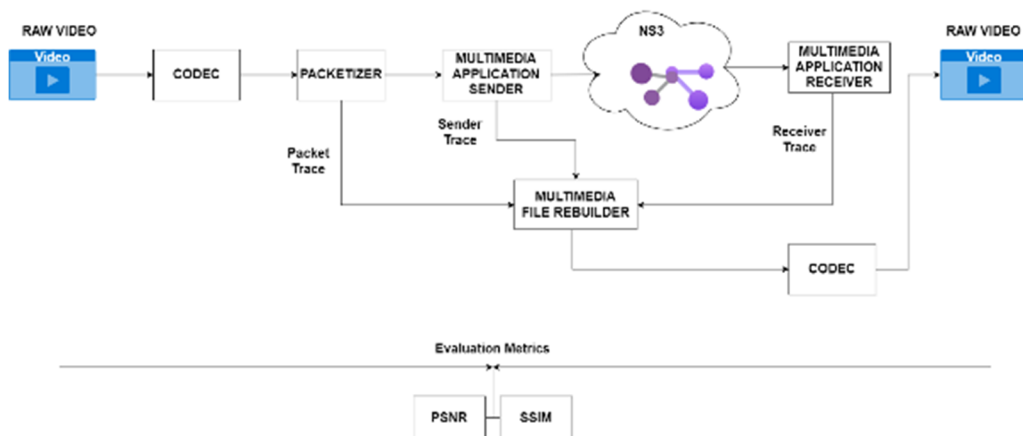 RAW VIDEO
Video
CODEC
PACKETIZER
MULTIMEDIA
APPLICATION
SENDER
NS3
MULTIMEDIA
APPLICATION
RECEIVER
RAW VIDEO
Video
Packet
Trace
Sender
Trace
Receiver
Trace
MULTIMEDIA
FILE REBUILDER
CODEC
Evaluation Metrics
PSNR
SSIM